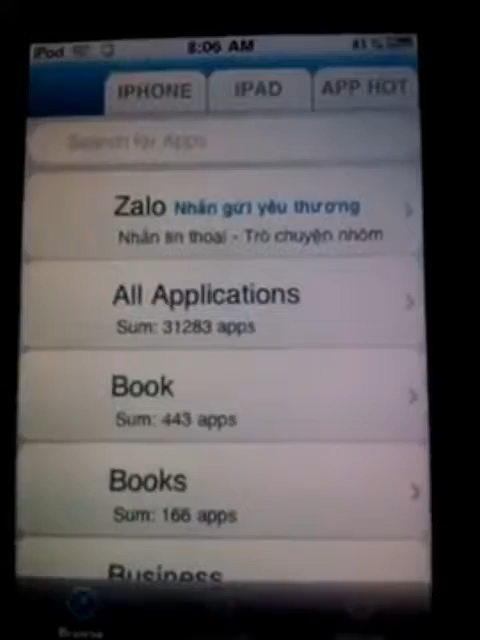 iPod 8:06 AM
IPHONE IPAD APP HOT
Search for Apps
Zalo Nhắn gửi yêu thương
Nhắn tin thoại - Trò chuyện nhóm
All Applications
Sum: 31283 apps
Book
Sum: 443 apps
Books
Sum: 166 apps
Business
Browse